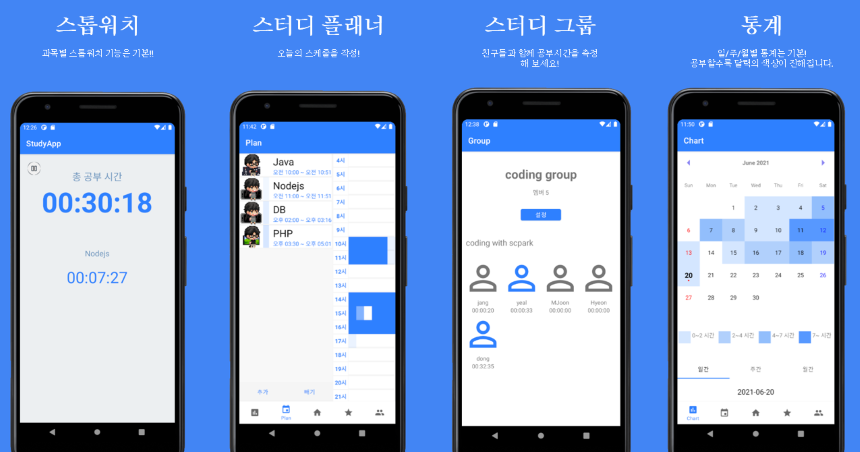 스톱워치
과목별 스톱워치 기능은 기본!!
12:26
StudyApp
총 공부 시간
00:30:18
Nodejs
00:07:27
스터디 플래너
오늘의 스케줄을 작성!
11:42
Plan
Java
오전 10:00 ~ 오전 10:51
Nodejs
오전 11:00 ~ 오전 11:51
DB
오후 02:00 ~ 오후 03:16
PHP
오후 03:30 ~ 오후 05:01
4시
5시
6시
7시
8시
9시
10시
11시
12시
13시
14시
15시
16시
17시
18시
19시
20시
21시
추가
빼기
Plan
스터디 그룹
친구들과 함께 공부시간을 측정
해 보세요!
12:38
Group
coding group
멤버 5
설정
coding with scpark
jang
00:00:20
yeal
00:00:33
MJoon
00:00:00
Hyeon
00:00:00
dong
00:32:35
통계
일/주/월별 통계는 기본!
공부할수록 달력의 색상이 진해집니다.
11:50
Chart
June 2021
Sun Mon Tue Wed Thu Fri Sat
1 2 3 4 5
6 7 8 9 10 11 12
13 14 15 16 17 18 19
20 21 22 23 24 25 26
27 28 29 30
0~2 시간 2~4 시간 4~7 시간 7~ 시간
일간 주간 월간
2021-06-20
Chart